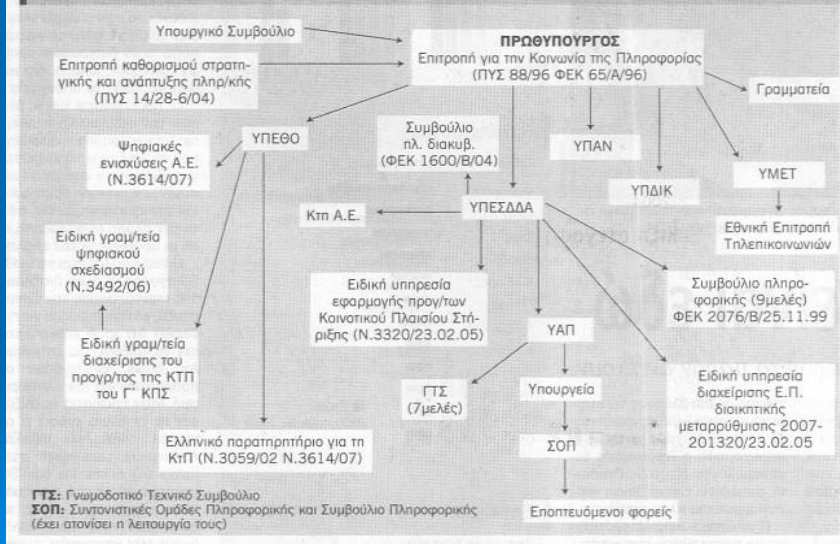 Υπουργικό Συμβούλιο
ΠΡΩΘΥΠΟΥΡΓΟΣ
Επιτροπή για την Κοινωνία της Πληροφορίας
(ΠΥΣ 88/96 ΦΕΚ 65/Α/96)
Επιτροπή καθορισμού στρατη-
γικής και ανάπτυξης πληρ/κής
(ΠΥΣ 14/28-6/04)
Γραμματεία
Ψηφιακές
ενισχύσεις Α.Ε.
(Ν.3614/07)
ΥΠΕΘΟ
Συμβούλιο
πλ. διακυβ.
(ΦΕΚ 1600/Β/04)
ΥΠΑΝ
ΥΠΔΙΚ
ΥΜΕΤ
Κτπ Α.Ε.
ΥΠΕΣΔΔΑ
Εθνική Επιτροπή
Τηλεπικοινωνιών
Ειδική γραμ/τεία
ψηφιακού
σχεδιασμού
(Ν.3492/06)
Ειδική υπηρεσία
εφαρμογής προγ/των
Κοινοτικού Πλαισίου Στή-
ριξης (Ν.3320/23.02.05)
Συμβούλιο πληρο-
φορικής (9μελές)
ΦΕΚ 2076/Β/25.11.99
ΥΑΠ
Ειδική γραμ/τεία
διαχείρισης του
προγρ/τος της ΚΤΠ
του Γ΄ ΚΠΣ
ΓΤΣ
(7μελές)
Υπουργεία
Ειδική υπηρεσία
διαχείρισης Ε.Π.
διοικητικής
μεταρρύθμισης 2007-
201320/23.02.05
Ελληνικό παρατηρητήριο για τη
ΚτΠ (Ν.3059/02 Ν.3614/07)
ΣΟΠ
Εποπτευόμενοι φορείς
ΓΤΣ: Γνωμοδοτικό Τεχνικό Συμβούλιο
ΣΟΠ: Συντονιστικές Ομάδες Πληροφορικής και Συμβούλιο Πληροφορικής
(έχει ατονίσει η λειτουργία τους)